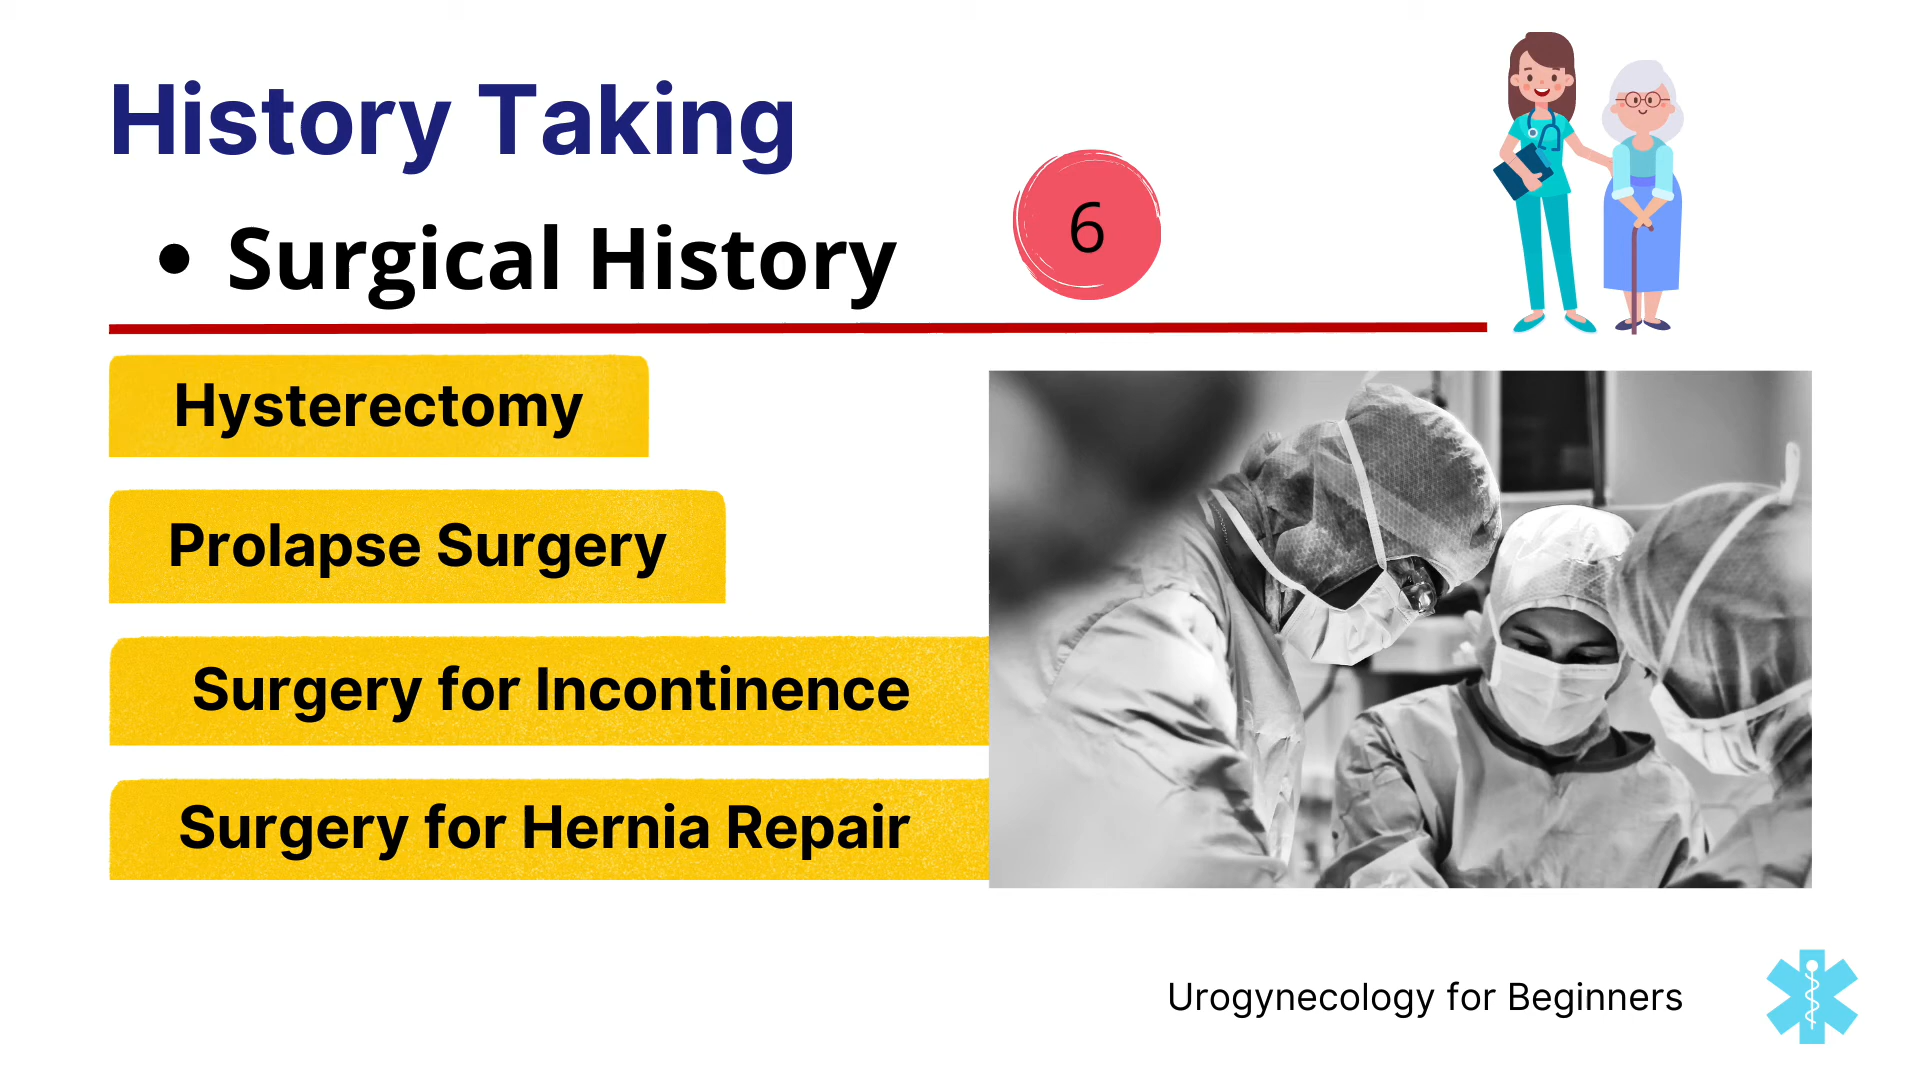 History Taking
• Surgical History
6
Hysterectomy
Prolapse Surgery
Surgery for Incontinence
Surgery for Hernia Repair
Urogynecology for Beginners